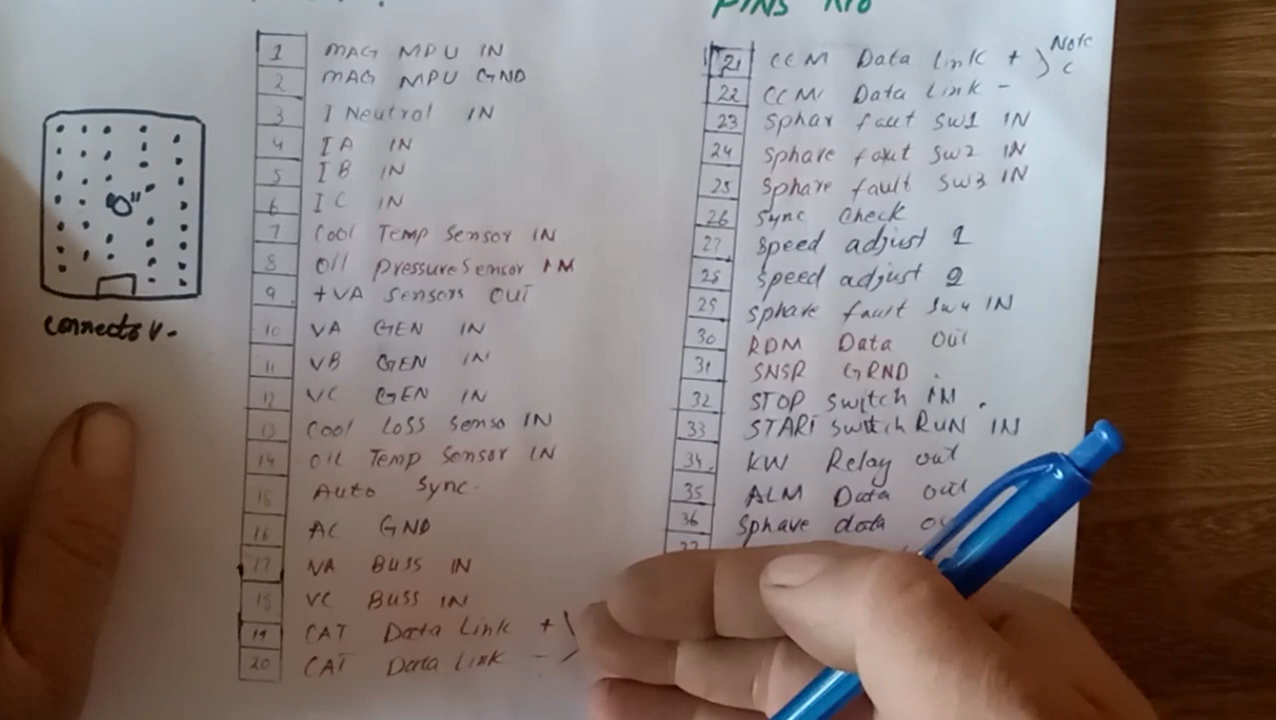 PINS
1 MAG MPU IN
2 MAG MPU GND
3 I Neutral IN
4 IA IN
5 IB IN
6 IC IN
7 Cool Temp Sensor IN
8 Oil Pressure Sensor IN
9 +VA Sensors OUT
10 VA GEN IN
11 VB GEN IN
12 VC GEN IN
13 Cool Loss Senso IN
14 Oil Temp Sensor IN
15 Auto Sync.
16 AC GND
17 VA BUSS IN
18 VC BUSS IN
19 CAT Data Link +
20 CAT Data Link -
connector.
21 CCM Data Link + Note C
22 CCM Data Link -
23 Sphar faut SW1 IN
24 Sphare fault SW2 IN
25 Sphare fault SW3 IN
26 Sync Check
27 Speed adjust 1
28 Speed adjust 2
29 Sphare fault Sw4 IN
30 RDM Data Out
31 SNSR GRND.
32 STOP Switch IN.
33 START Switch RUN IN
34. KW Relay out
35 ALM Data out
36 Sphave data
37